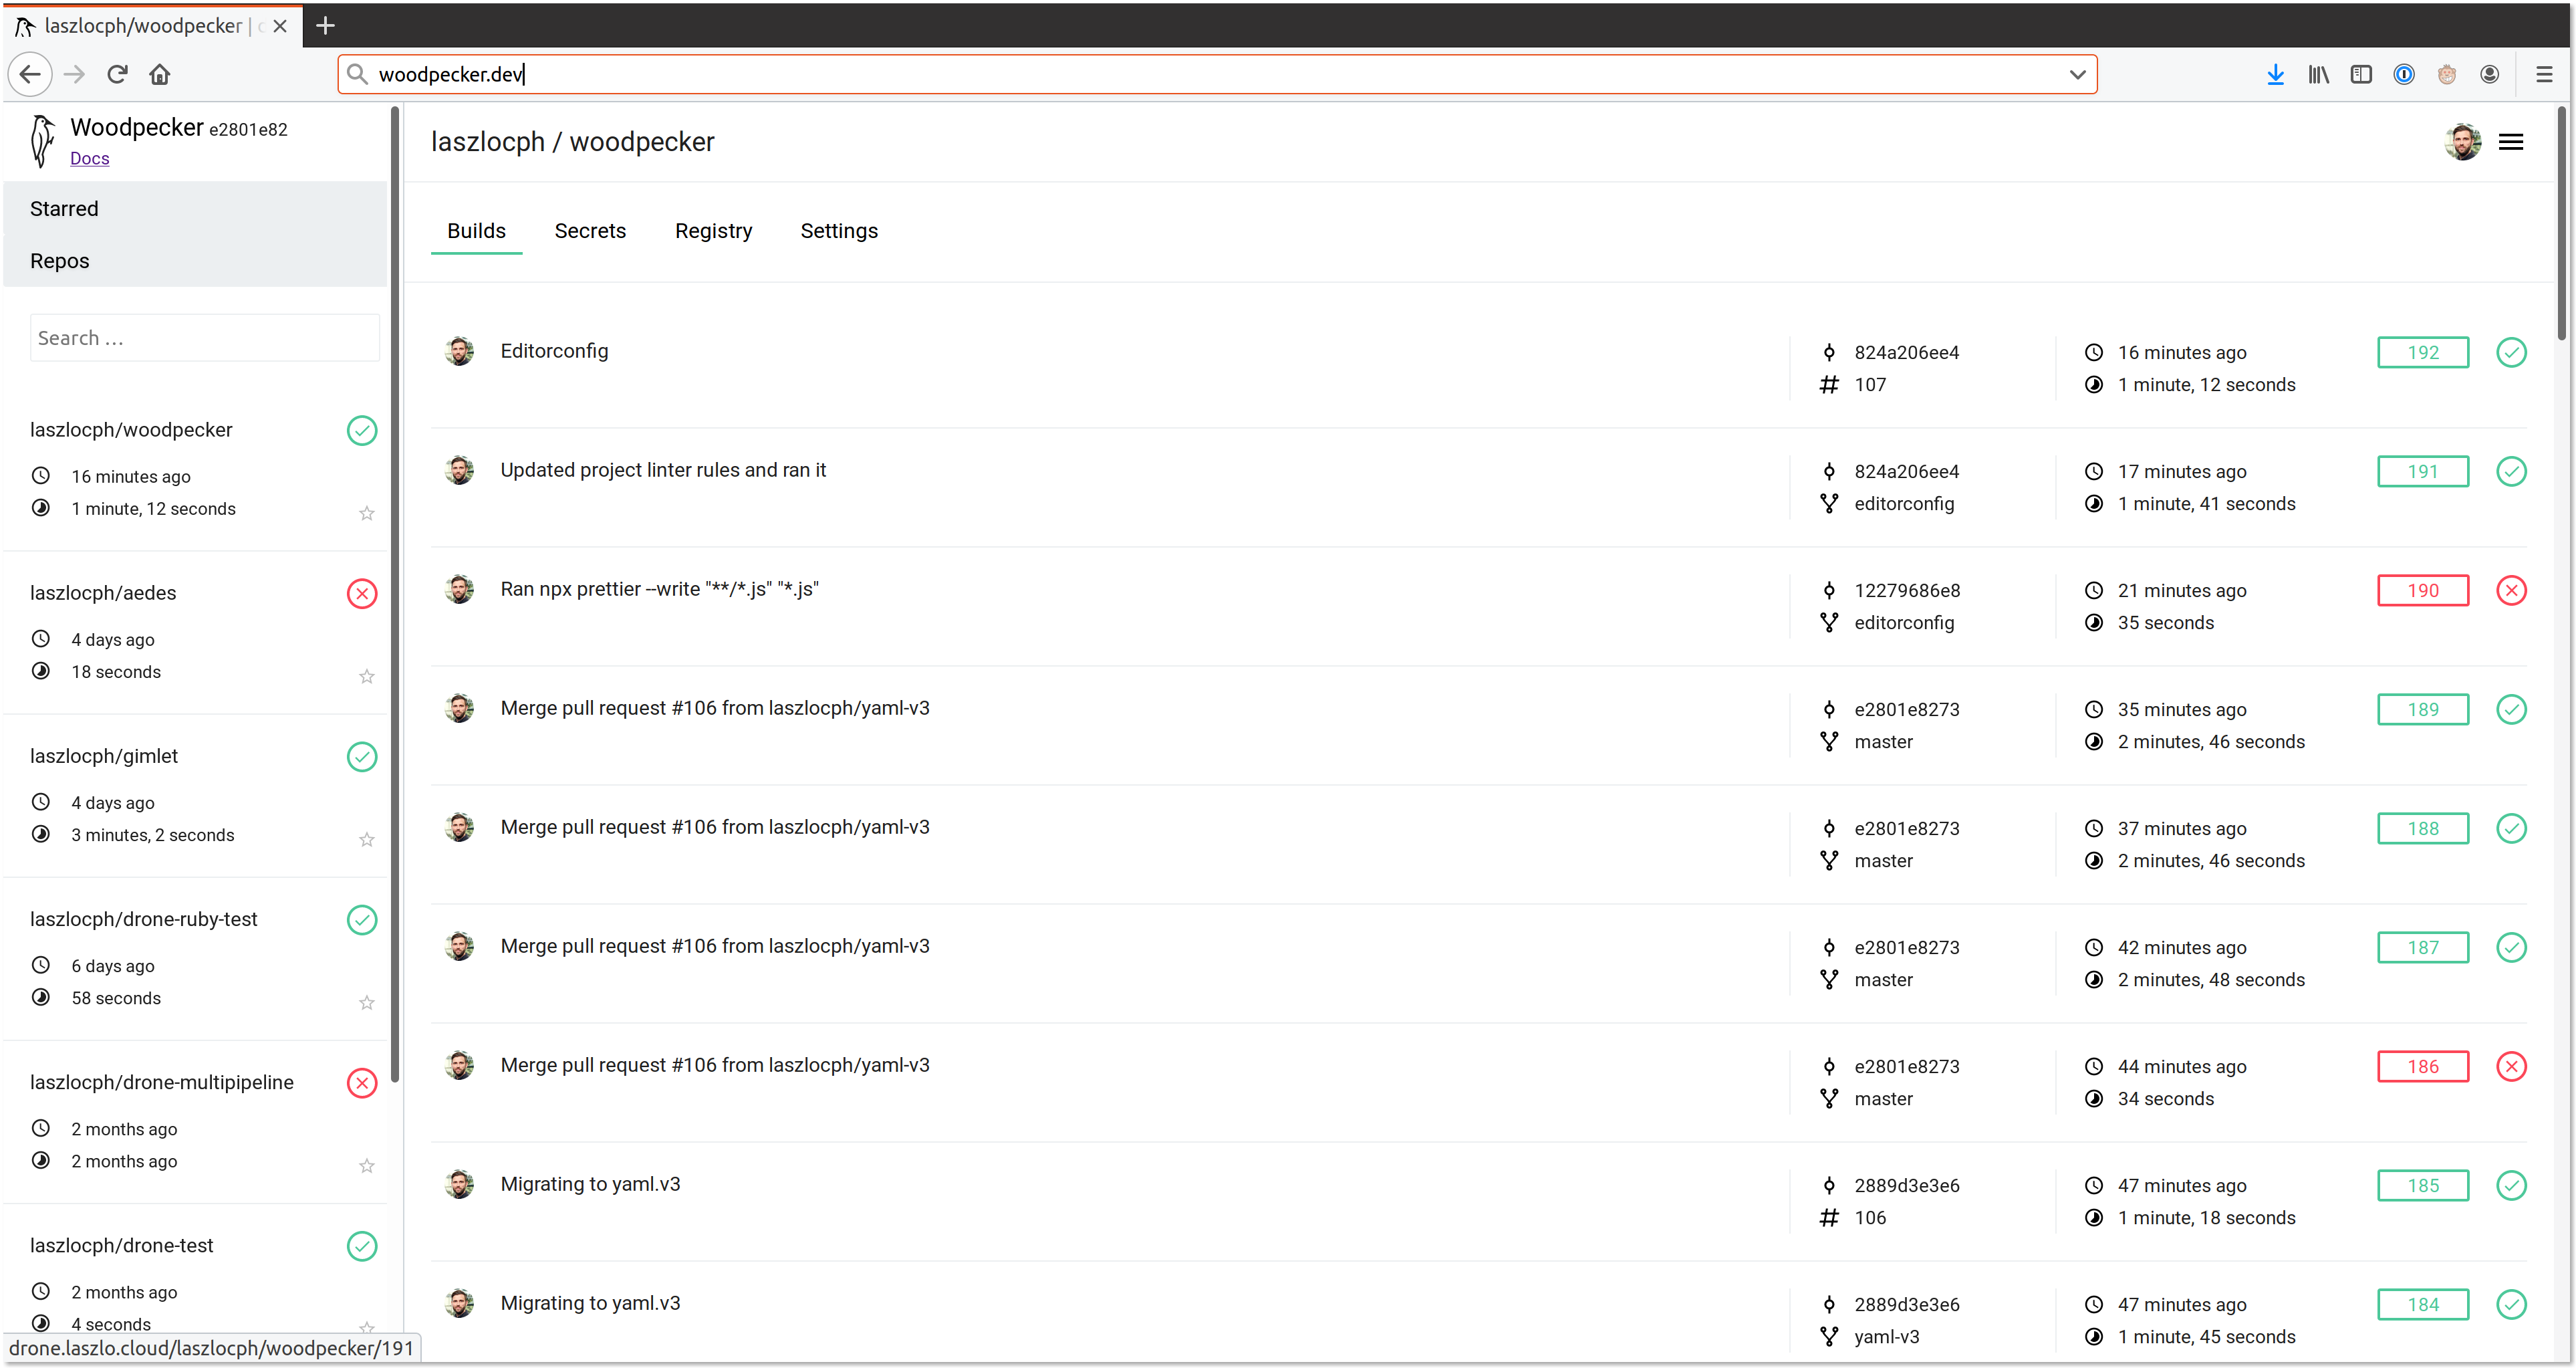 laszlocph/woodpecker |
woodpecker.dev
Woodpecker e2801e82
Docs
Starred
Repos
Search ...
laszlocph/woodpecker
16 minutes ago
1 minute, 12 seconds
laszlocph/aedes
4 days ago
18 seconds
laszlocph/gimlet
4 days ago
3 minutes, 2 seconds
laszlocph/drone-ruby-test
6 days ago
58 seconds
laszlocph/drone-multipipeline
2 months ago
2 months ago
laszlocph/drone-test
2 months ago
4 seconds
drone.laszlo.cloud/laszlocph/woodpecker/191
laszlocph / woodpecker
Builds Secrets Registry Settings
Editorconfig 824a206ee4 16 minutes ago 192
107 1 minute, 12 seconds
Updated project linter rules and ran it 824a206ee4 17 minutes ago 191
editorconfig 1 minute, 41 seconds
Ran npx prettier --write "**/*.js" "*.js" 12279686e8 21 minutes ago 190
editorconfig 35 seconds
Merge pull request #106 from laszlocph/yaml-v3 e2801e8273 35 minutes ago 189
master 2 minutes, 46 seconds
Merge pull request #106 from laszlocph/yaml-v3 e2801e8273 37 minutes ago 188
master 2 minutes, 46 seconds
Merge pull request #106 from laszlocph/yaml-v3 e2801e8273 42 minutes ago 187
master 2 minutes, 48 seconds
Merge pull request #106 from laszlocph/yaml-v3 e2801e8273 44 minutes ago 186
master 34 seconds
Migrating to yaml.v3 2889d3e3e6 47 minutes ago 185
106 1 minute, 18 seconds
Migrating to yaml.v3 2889d3e3e6 47 minutes ago 184
yaml-v3 1 minute, 45 seconds